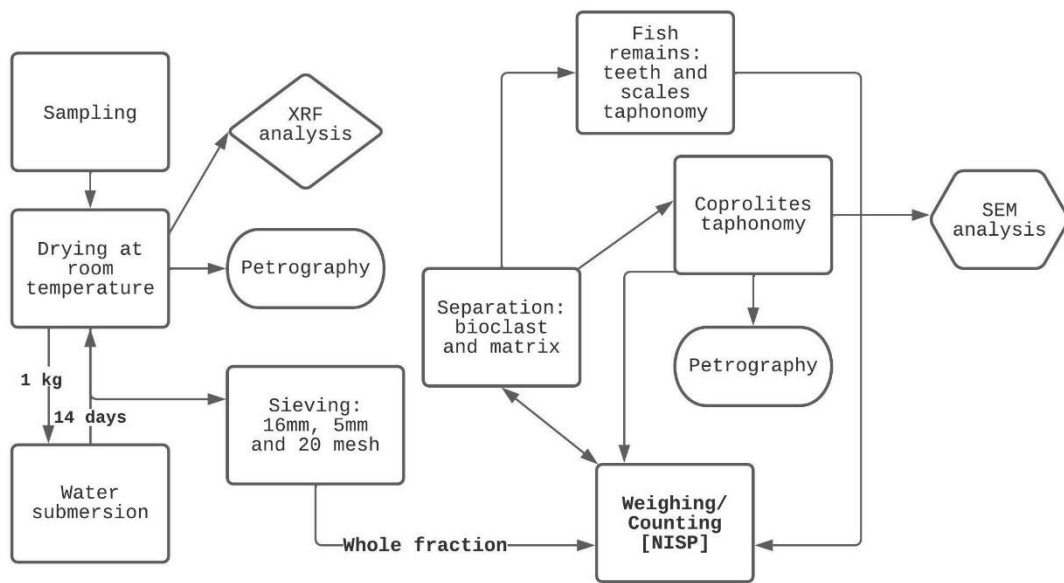 Sampling
Drying at
room
temperature
XRF
analysis
Petrography
1 kg
14 days
Water
submersion
Sieving:
16mm, 5mm
and 20 mesh
Whole fraction
Fish
remains:
teeth and
scales
taphonomy
Coprolites
taphonomy
SEM
analysis
Separation:
bioclast
and matrix
Petrography
Weighing/
Counting
[NISP]